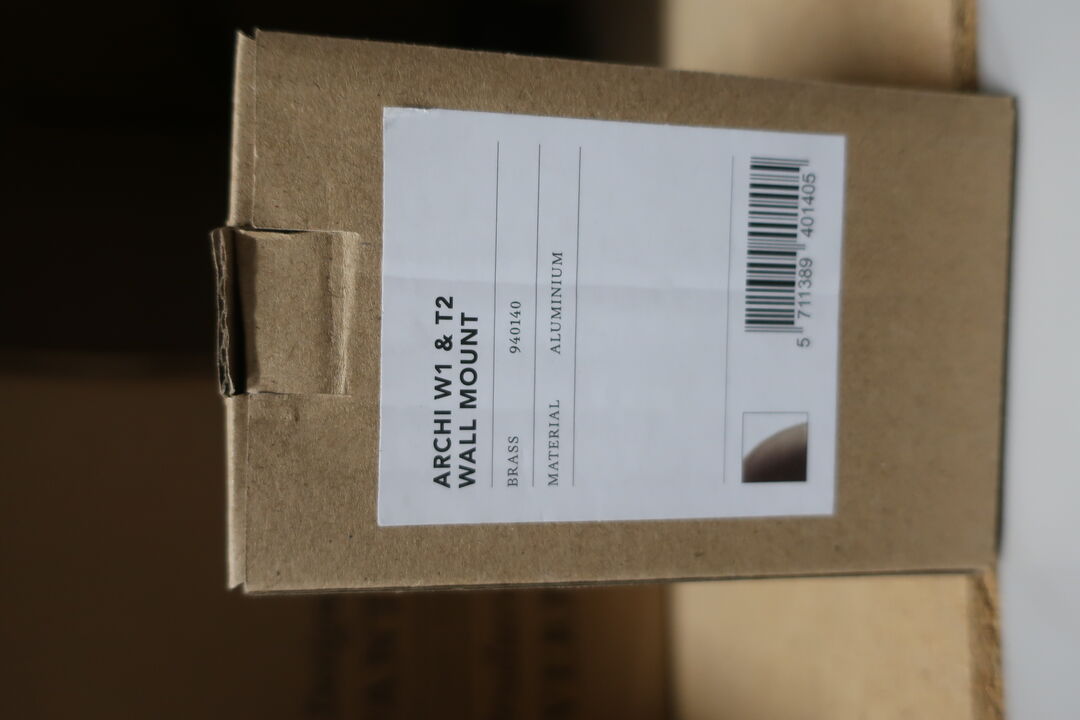 ARCHI W1 & T2
WALL MOUNT
BRASS 940140
MATERIAL ALUMINIUM
5 711389 401405